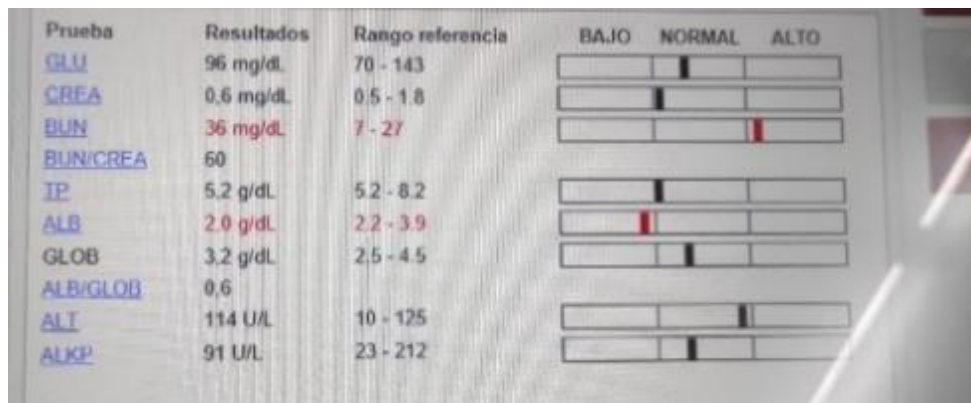 Prueba Resultados Rango referencia BAJO NORMAL ALTO
GLU 96 mg/dL 70 - 143
CREA 0,6 mg/dL 0.5 - 1.8
BUN 36 mg/dL 7 - 27
BUN/CREA 60
TP 5,2 g/dL 5.2 - 8.2
ALB 2,0 g/dL 2.2 - 3.9
GLOB 3,2 g/dL 2.5 - 4.5
ALB/GLOB 0,6
ALT 114 U/L 10 - 125
ALKP 91 U/L 23 - 212